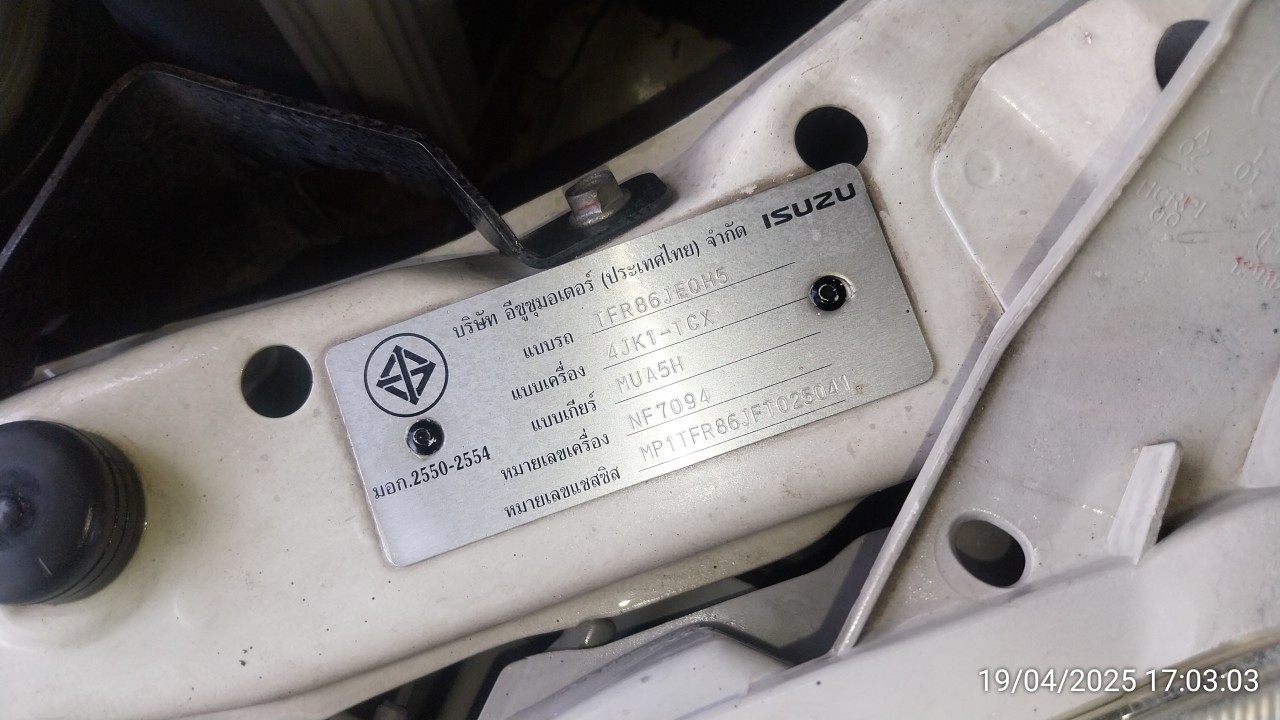 ISUZU
บริษัท อีซูซุมอเตอร์ (ประเทศไทย) จำกัด
แบบรถ TFR86JEQH5
แบบเครื่อง 4JK1-TCX
แบบเกียร์ MUA5H
หมายเลขเครื่อง NF7094
หมายเลขแชสซิส MP1TFR86JFT025041
มอก.2550-2554
19/04/2025 17:03:03